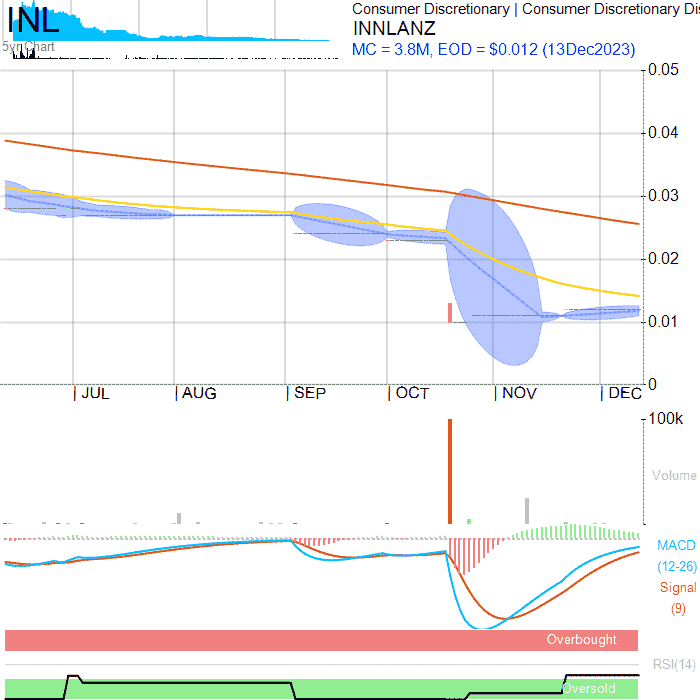 INL
5yr Chart
Consumer Discretionary | Consumer Discretionary Dis
INNLANZ
MC = 3.8M, EOD = $0.012 (13Dec2023)
0.05
0.04
0.03
0.02
0.01
0
| JUL | AUG | SEP | OCT | NOV | DEC
100k
Volume
MACD
(12-26)
Signal
(9)
Overbought
RSI(14)
Oversold